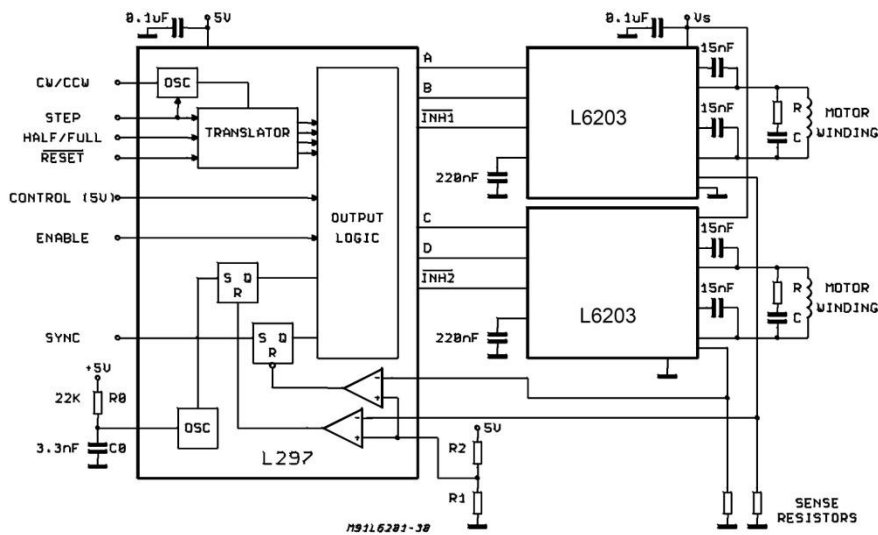 0.1uF
5V
CW/CCW
OSC
STEP
HALF/FULL
RESET
TRANSLATOR
CONTROL (5V)
ENABLE
OUTPUT
LOGIC
S Q
R
SYNC
S Q
R
+5V
22K
R0
3.3nF
C0
OSC
L297
A
B
INH1
220nF
C
D
INH2
220nF
5V
R2
R1
0.1uF
Vs
L6203
15nF
15nF
R
C
MOTOR
WINDING
L6203
15nF
15nF
R
C
MOTOR
WINDING
SENSE
RESISTORS
M91L6201-38
-
+
-
+